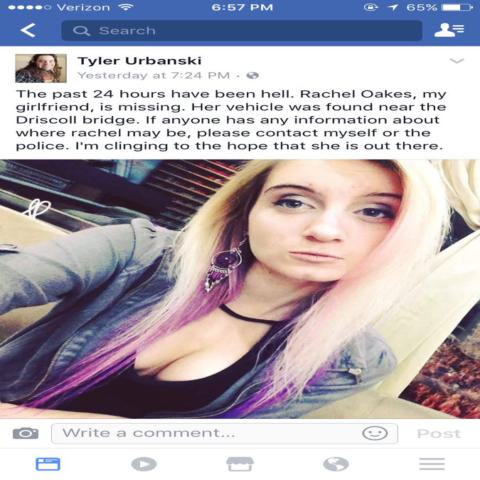 Verizon 6:57 PM 65%
Search
Tyler Urbanski
Yesterday at 7:24 PM ·
The past 24 hours have been hell. Rachel Oakes, my
girlfriend, is missing. Her vehicle was found near the
Driscoll bridge. If anyone has any information about
where rachel may be, please contact myself or the
police. I'm clinging to the hope that she is out there.
Write a comment...
Post